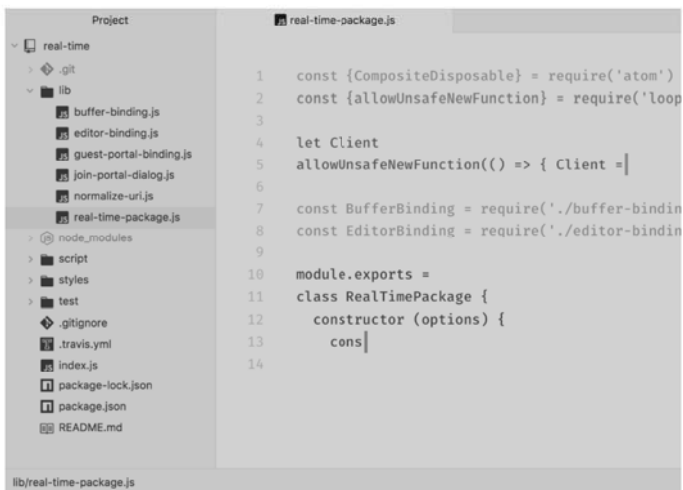 Project
real-time
.git
lib
buffer-binding.js
editor-binding.js
guest-portal-binding.js
join-portal-dialog.js
normalize-uri.js
real-time-package.js
node_modules
script
styles
test
.gitignore
.travis.yml
index.js
package-lock.json
package.json
README.md
lib/real-time-package.js
real-time-package.js
1 const {CompositeDisposable} = require('atom')
2 const {allowUnsafeNewFunction} = require('loop
3
4 let Client
5 allowUnsafeNewFunction(() => { Client =
6
7 const BufferBinding = require('./buffer-bindin
8 const EditorBinding = require('./editor-bindin
9
10 module.exports =
11 class RealTimePackage {
12 constructor (options) {
13 cons
14